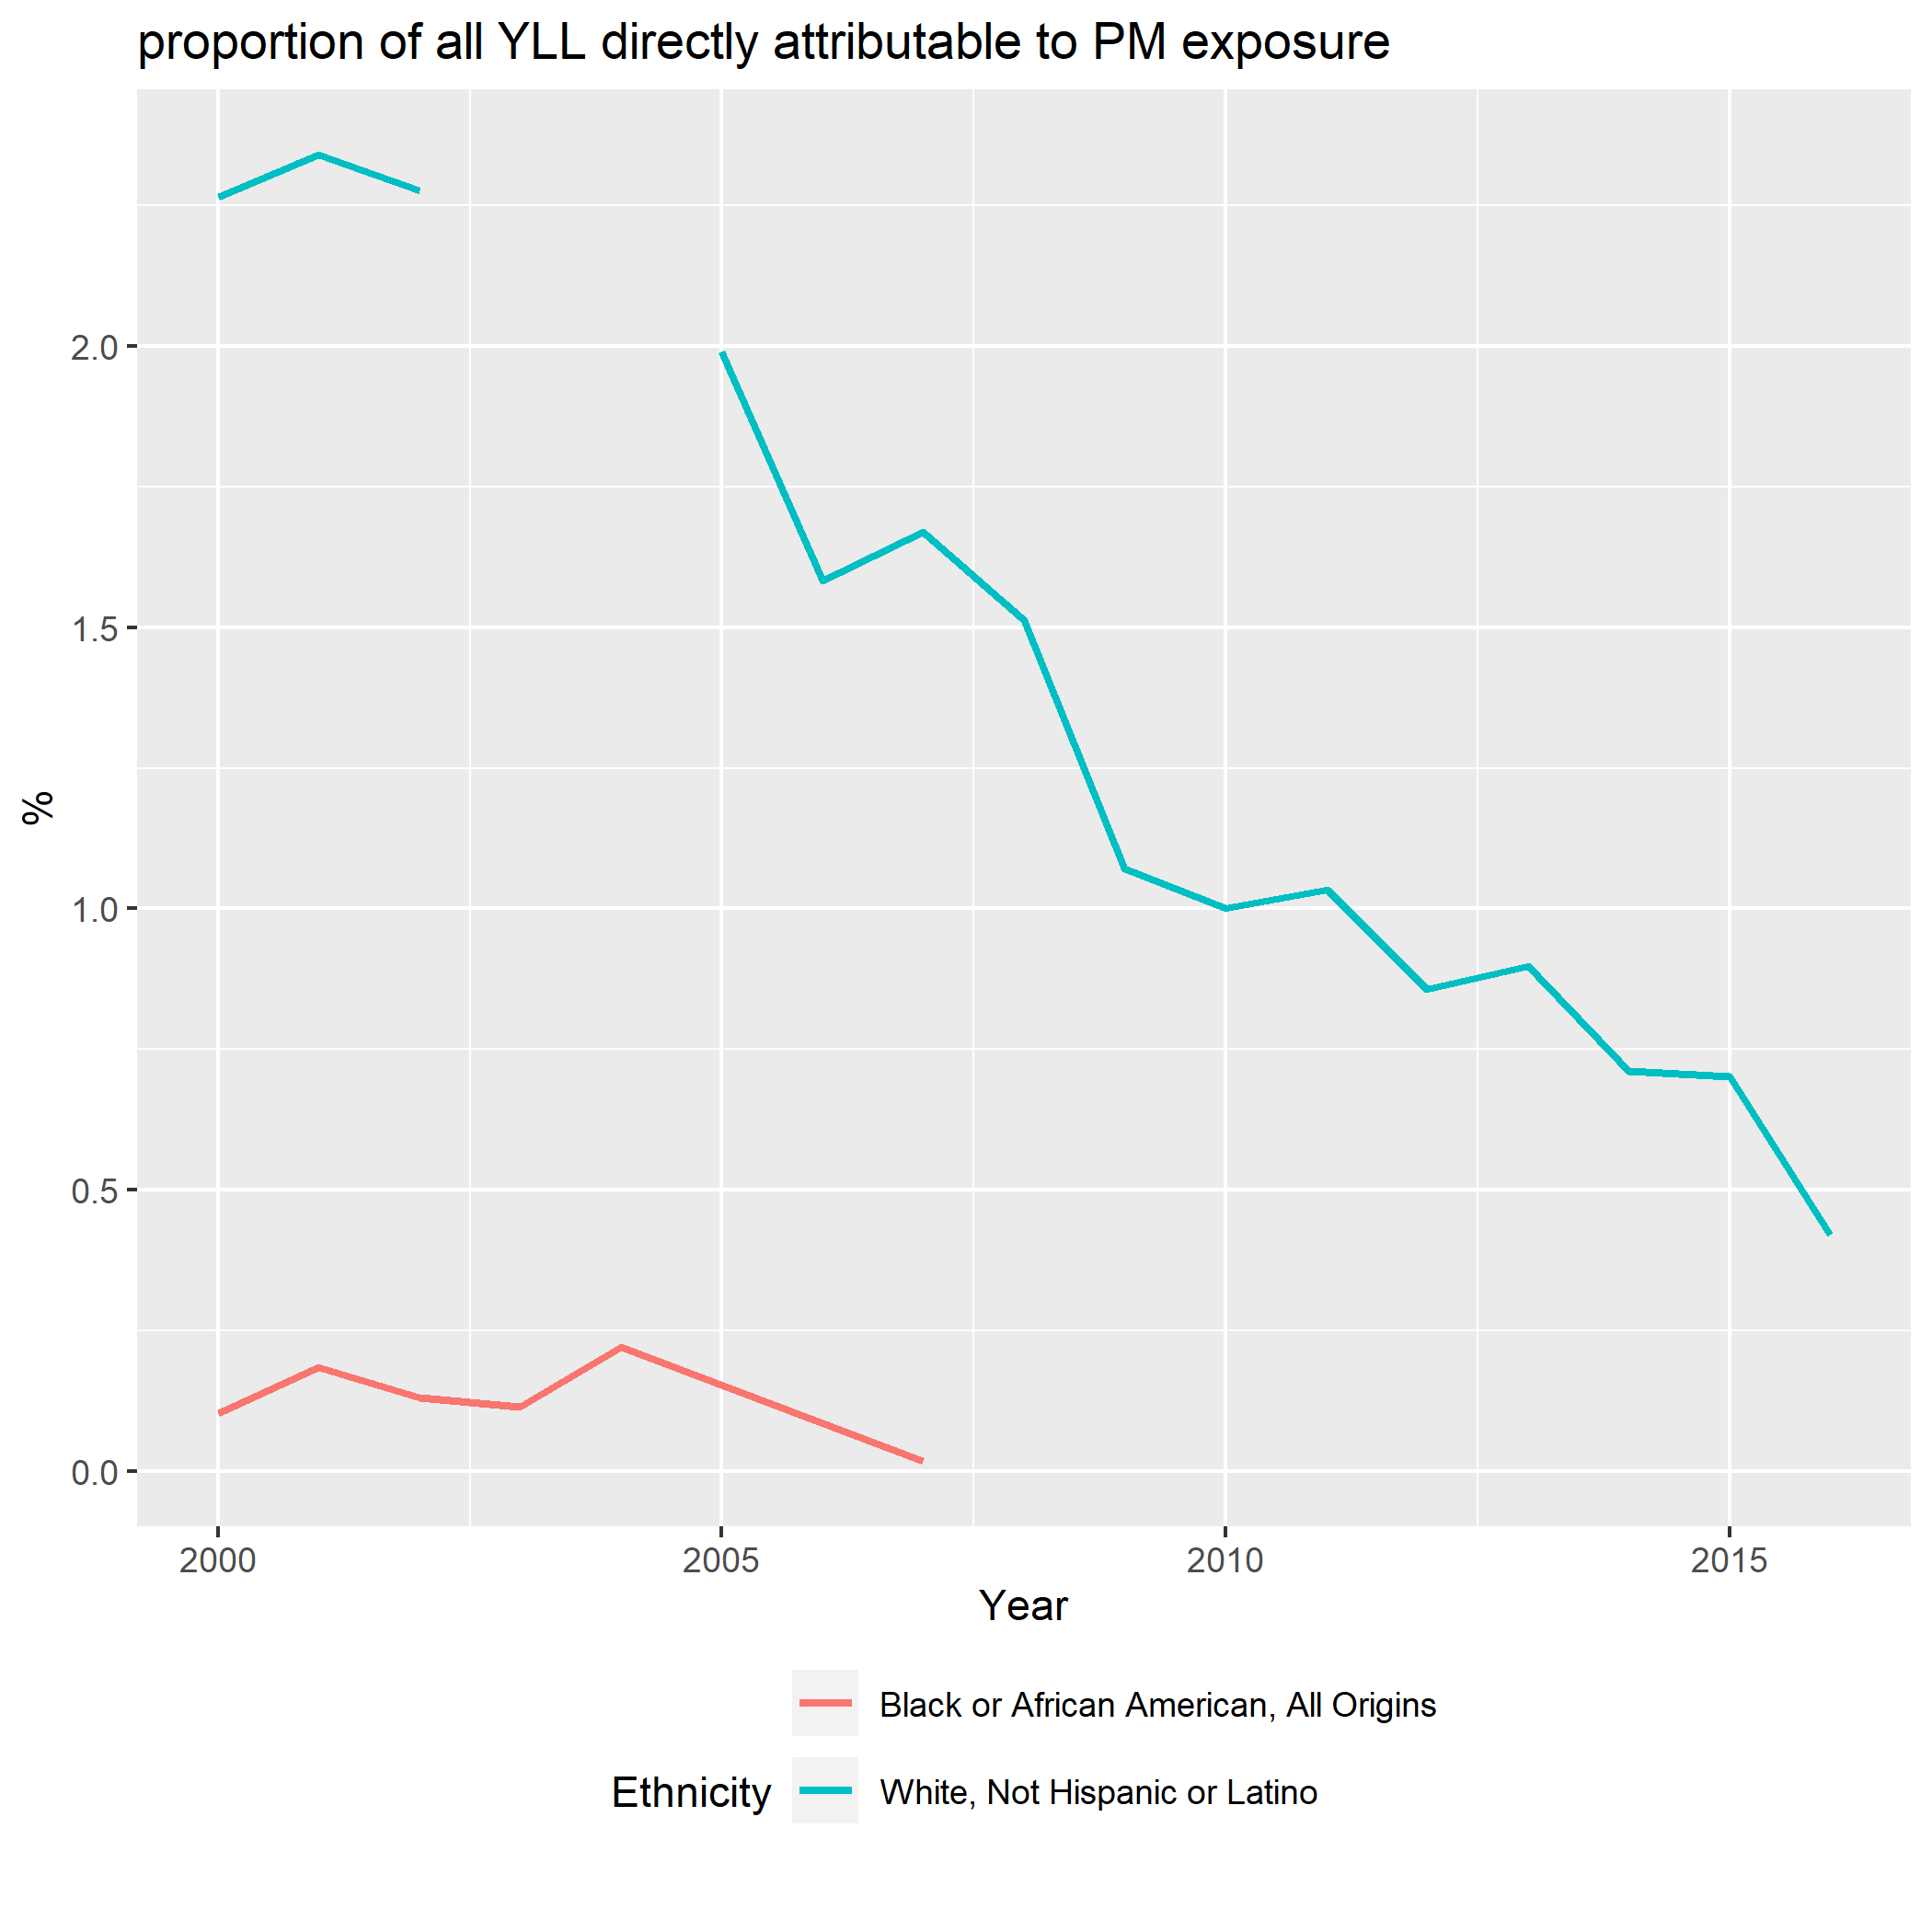 proportion of all YLL directly attributable to PM exposure
%
2.0
1.5
1.0
0.5
0.0
2000 2005 2010 2015
Year
Ethnicity
Black or African American, All Origins
White, Not Hispanic or Latino